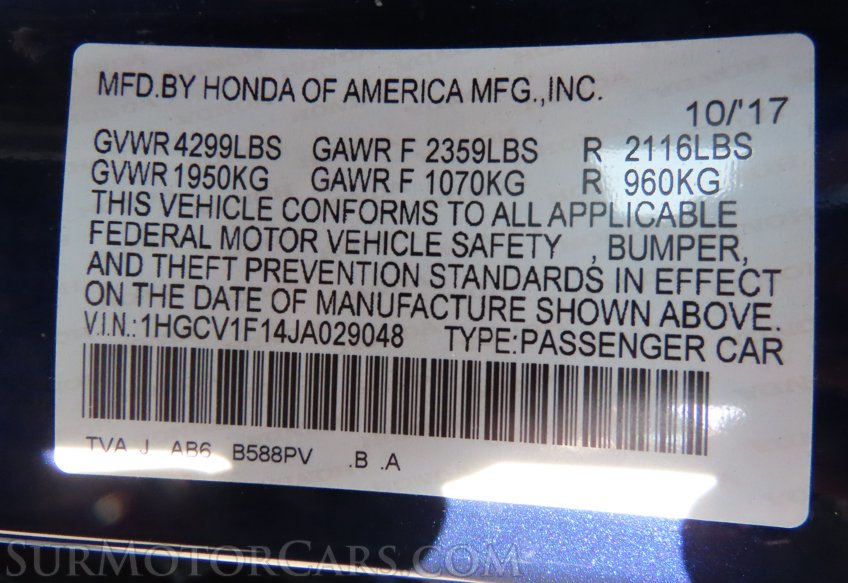 MFD.BY HONDA OF AMERICA MFG.,INC.
10/'17
GVWR 4299LBS GAWR F 2359LBS R 2116LBS
GVWR 1950KG GAWR F 1070KG R 960KG
THIS VEHICLE CONFORMS TO ALL APPLICABLE
FEDERAL MOTOR VEHICLE SAFETY , BUMPER,
AND THEFT PREVENTION STANDARDS IN EFFECT
ON THE DATE OF MANUFACTURE SHOWN ABOVE.
V.I.N.:1HGCV1F14JA029048 TYPE:PASSENGER CAR
TVA J AB6 B588PV .B .A
SurMotorCars.com